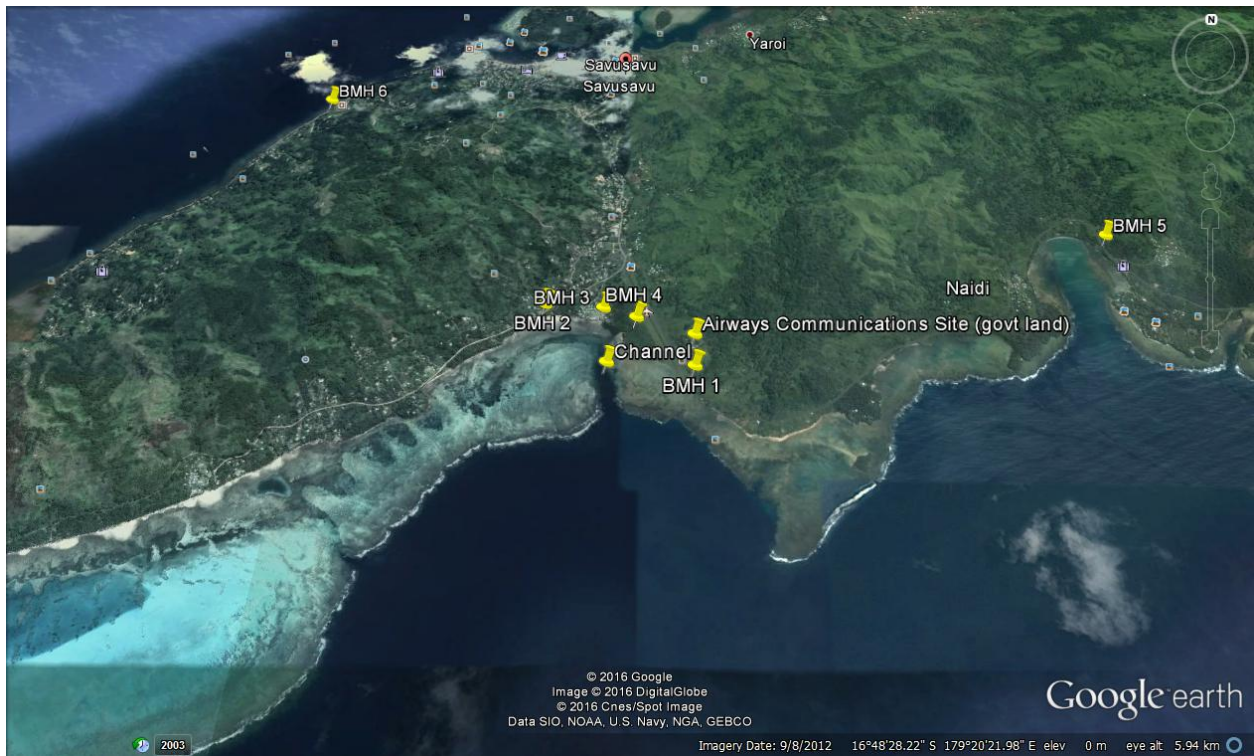 N
Yaroi
Savusavu
Savusavu
BMH 6
BMH 5
Naidi
BMH 3
BMH 4
BMH 2
Airways Communications Site (govt land)
Channel
BMH 1
© 2016 Google
Image © 2016 DigitalGlobe
© 2016 Cnes/Spot Image
Data SIO, NOAA, U.S. Navy, NGA, GEBCO
Google earth
2003
Imagery Date: 9/8/2012 16°48'28.22" S 179°20'21.98" E elev 0 m eye alt 5.94 km